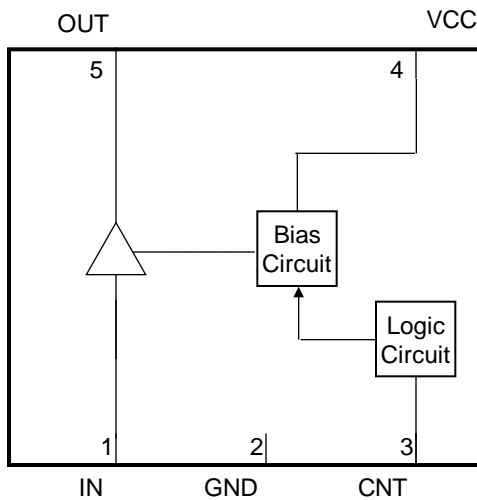 OUT VCC
5 4
Bias
Circuit
Logic
Circuit
1 2 3
IN GND CNT